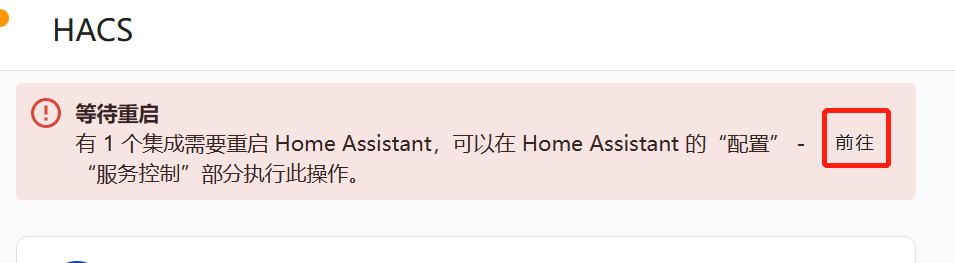 HACS
等待重启
有 1 个集成需要重启 Home Assistant，可以在 Home Assistant 的“配置” -
“服务控制”部分执行此操作。
前往